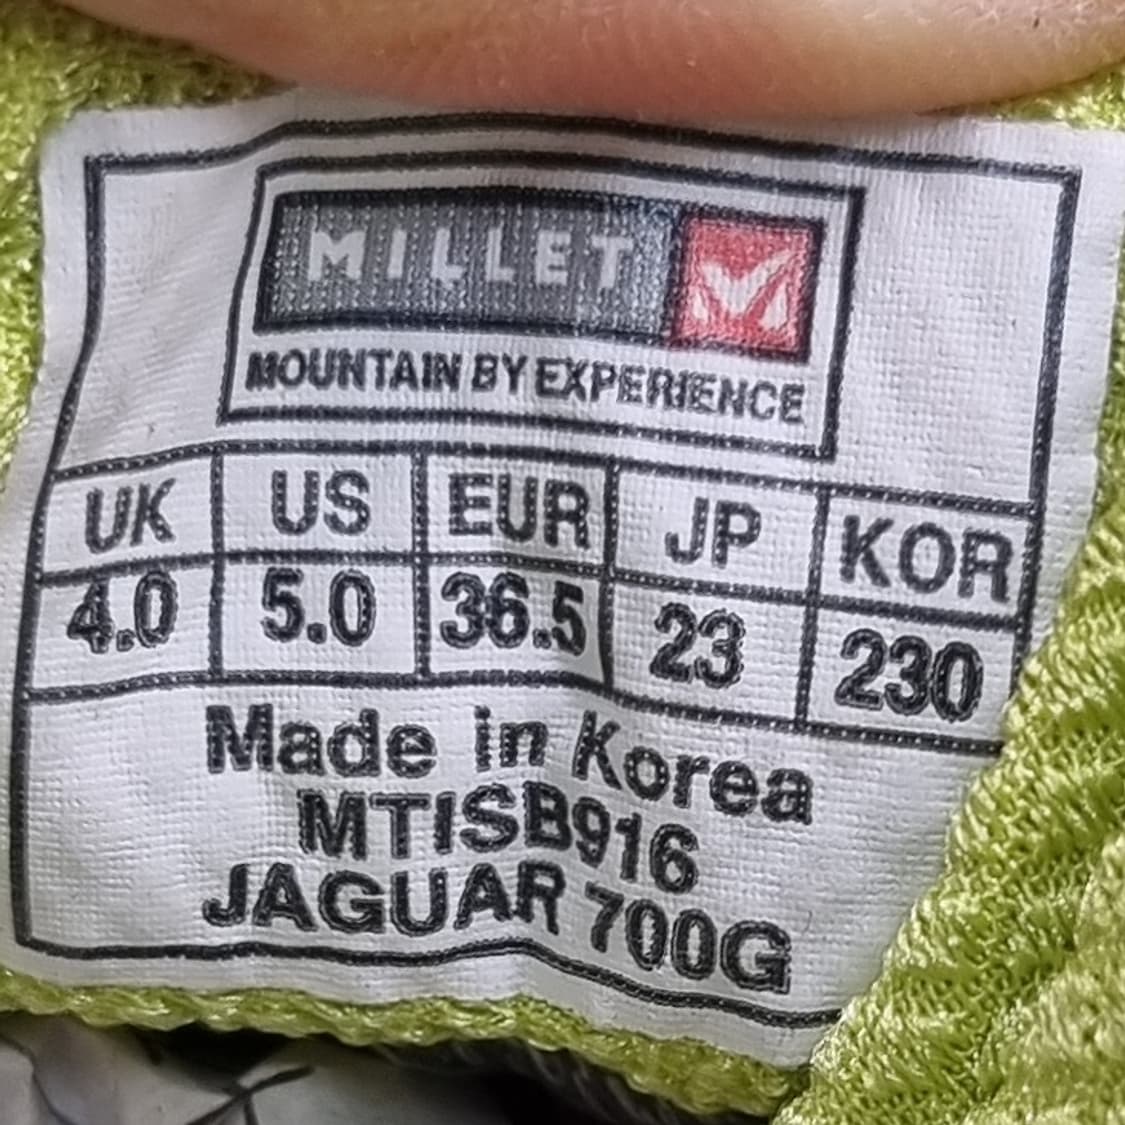 MILLET
MOUNTAIN BY EXPERIENCE
UK US EUR JP KOR
4.0 5.0 36.5 23 230
Made in Korea
MTISB916
JAGUAR 700G